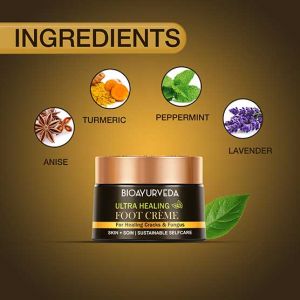 INGREDIENTS
TURMERIC
PEPPERMINT
ANISE
LAVENDER
BIOAYURVEDA
ULTRA HEALING
FOOT CREME
For Healing Cracks & Fungus
SKIN + SOIN | SUSTAINABLE SELFCARE